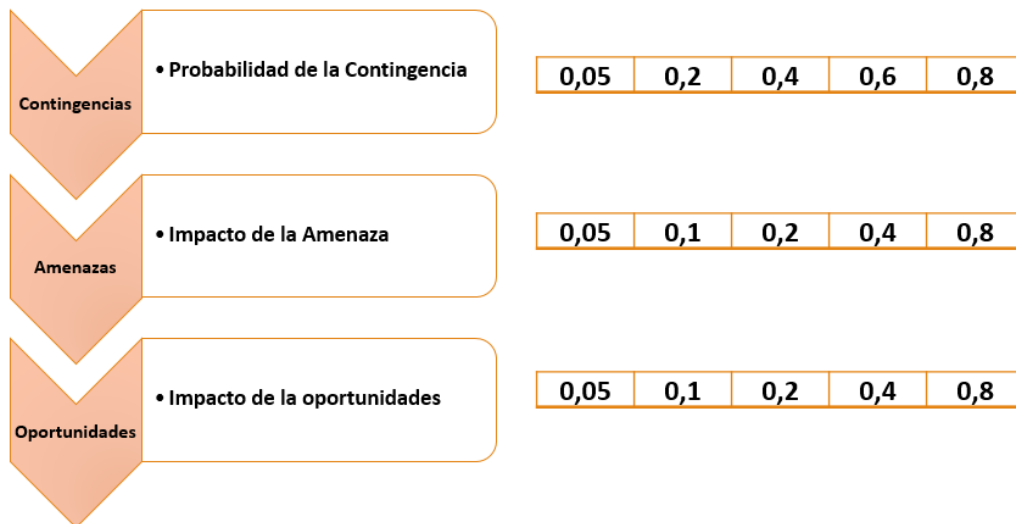 • Probabilidad de la Contingencia
0,05 0,2 0,4 0,6 0,8
Contingencias
• Impacto de la Amenaza
0,05 0,1 0,2 0,4 0,8
Amenazas
• Impacto de la oportunidades
0,05 0,1 0,2 0,4 0,8
Oportunidades